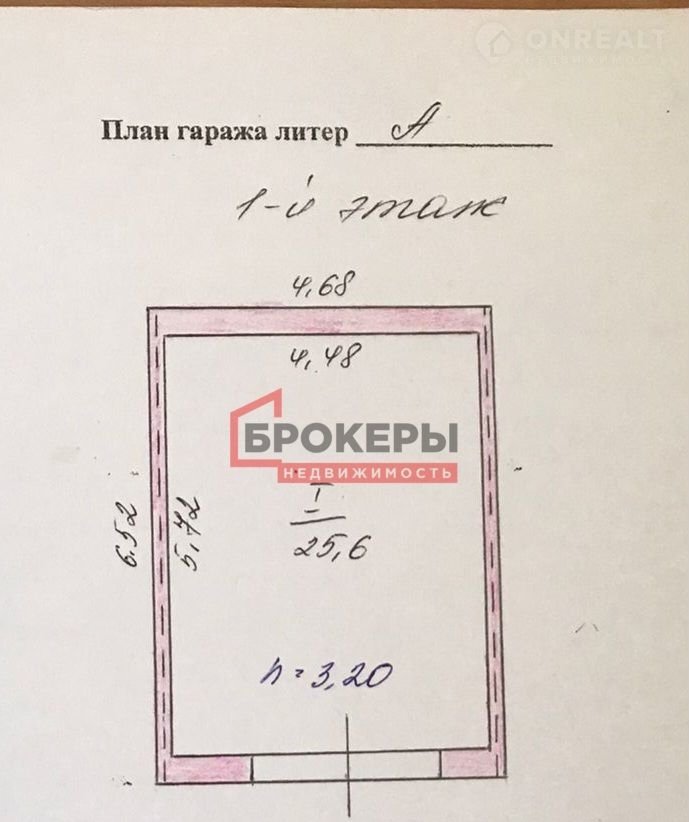 ONREALT
НЕДВИЖИМОСТЬ
План гаража литер А
1-й этаж
4,68
4,48
БРОКЕРЫ
НЕДВИЖИМОСТЬ
6.52
5,72
I
25,6
h=3,20